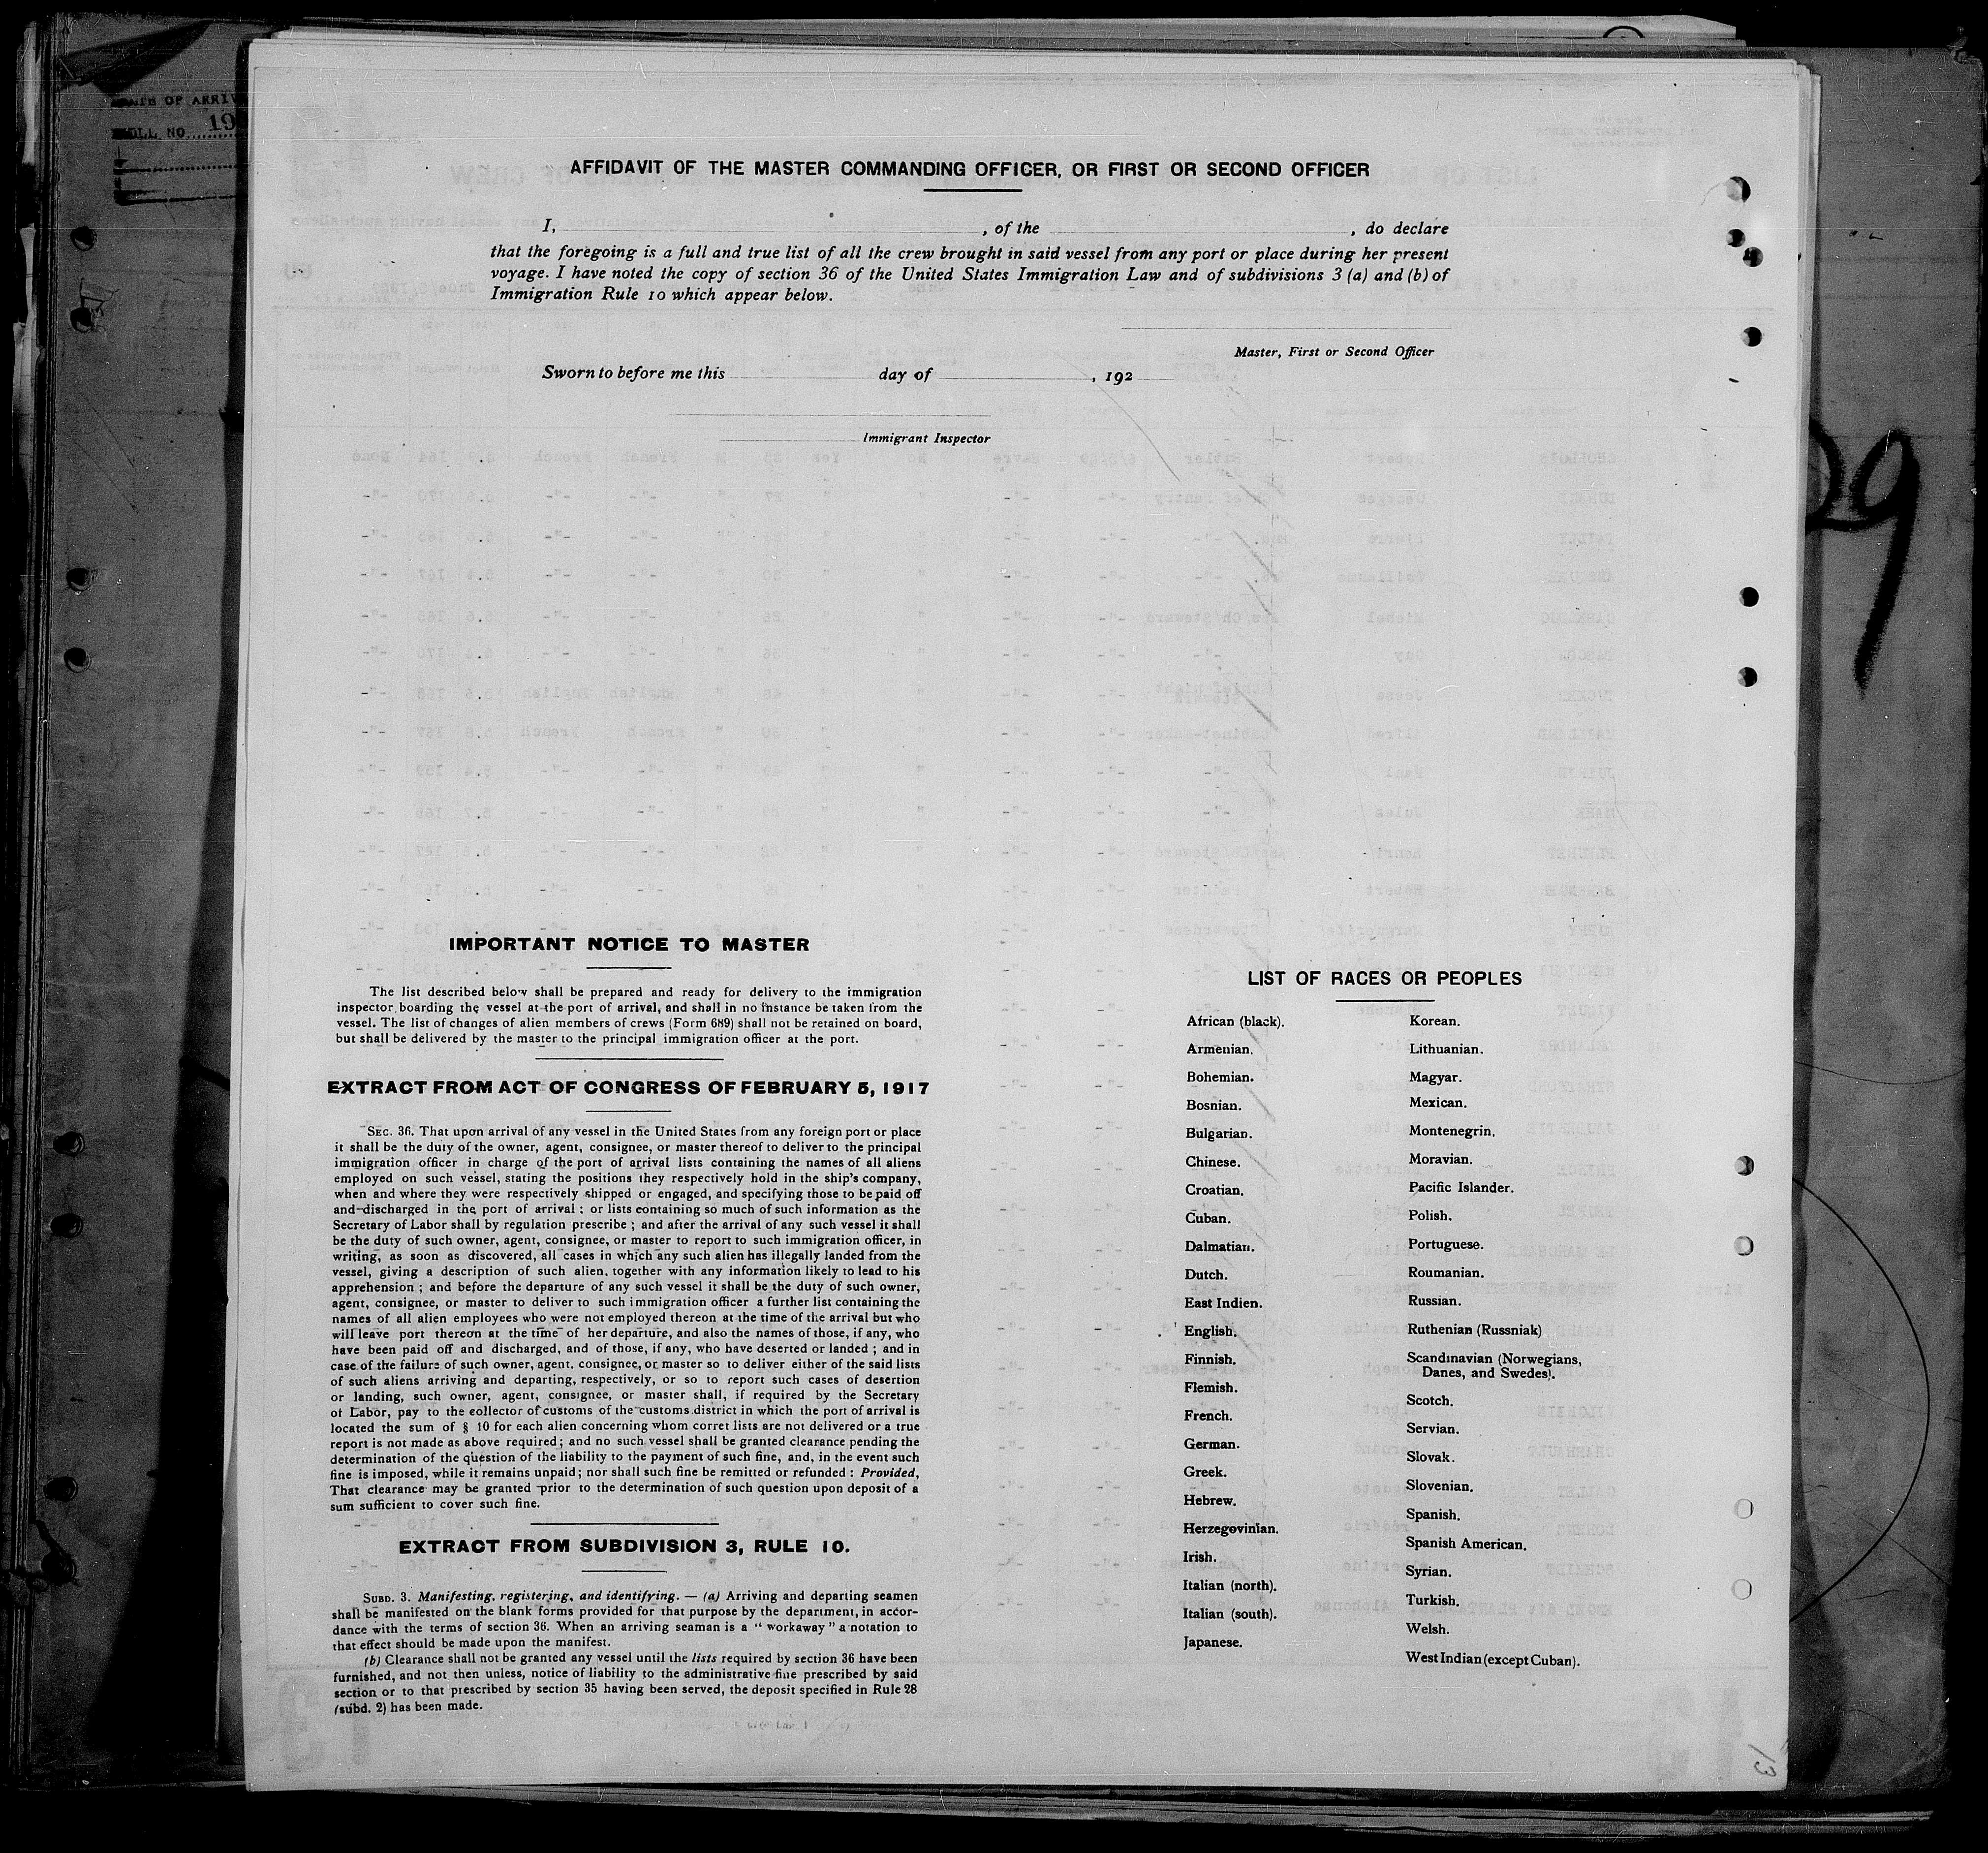 ROLL NO. 19
AFFIDAVIT OF THE MASTER COMMANDING OFFICER, OR FIRST OR SECOND OFFICER
I, , of the , do declare
that the foregoing is a full and true list of all the crew brought in said vessel from any port or place during her present
voyage. I have noted the copy of section 36 of the United States Immigration Law and of subdivisions 3 (a) and (b) of
Immigration Rule 10 which appear below.
Master, First or Second Officer
Sworn to before me this day of , 192
Immigrant Inspector
29
IMPORTANT NOTICE TO MASTER
The list described below shall be prepared and ready for delivery to the immigration
inspector boarding the vessel at the port of arrival, and shall in no instance be taken from the
vessel. The list of changes of alien members of crews (Form 689) shall not be retained on board,
but shall be delivered by the master to the principal immigration officer at the port.
EXTRACT FROM ACT OF CONGRESS OF FEBRUARY 5, 1917
SEC. 36. That upon arrival of any vessel in the United States from any foreign port or place
it shall be the duty of the owner, agent, consignee, or master thereof to deliver to the principal
immigration officer in charge of the port of arrival lists containing the names of all aliens
employed on such vessel, stating the positions they respectively hold in the ship's company,
when and where they were respectively shipped or engaged, and specifying those to be paid off
and discharged in the port of arrival : or lists containing so much of such information as the
Secretary of Labor shall by regulation prescribe ; and after the arrival of any such vessel it shall
be the duty of such owner, agent, consignee, or master to report to such immigration officer, in
writing, as soon as discovered, all cases in which any such alien has illegally landed from the
vessel, giving a description of such alien, together with any information likely to lead to his
apprehension ; and before the departure of any such vessel it shall be the duty of such owner,
agent, consignee, or master to deliver to such immigration officer a further list containing the
names of all alien employees who were not employed thereon at the time of the arrival but who
will leave port thereon at the time of her departure, and also the names of those, if any, who
have been paid off and discharged, and of those, if any, who have deserted or landed ; and in
case of the failure of such owner, agent, consignee, or master so to deliver either of the said lists
of such aliens arriving and departing, respectively, or so to report such cases of desertion
or landing, such owner, agent, consignee, or master shall, if required by the Secretary
of Labor, pay to the collector of customs of the customs district in which the port of arrival is
located the sum of § 10 for each alien concerning whom corret lists are not delivered or a true
report is not made as above required ; and no such vessel shall be granted clearance pending the
determination of the question of the liability to the payment of such fine, and, in the event such
fine is imposed, while it remains unpaid ; nor shall such fine be remitted or refunded : Provided,
That clearance may be granted prior to the determination of such question upon deposit of a
sum sufficient to cover such fine.
EXTRACT FROM SUBDIVISION 3, RULE 10.
SUBD. 3. Manifesting, registering, and identifying. — (a) Arriving and departing seamen
shall be manifested on the blank forms provided for that purpose by the department, in accor-
dance with the terms of section 36. When an arriving seaman is a " workaway " a notation to
that effect should be made upon the manifest.
(b) Clearance shall not be granted any vessel until the lists required by section 36 have been
furnished, and not then unless, notice of liability to the administrative fine prescribed by said
section or to that prescribed by section 35 having been served, the deposit specified in Rule 28
(subd. 2) has been made.
LIST OF RACES OR PEOPLES
African (black).
Armenian.
Bohemian.
Bosnian.
Bulgarian.
Chinese.
Croatian.
Cuban.
Dalmatian.
Dutch.
East Indien.
English.
Finnish.
Flemish.
French.
German.
Greek.
Hebrew.
Herzegovinian.
Irish.
Italian (north).
Italian (south).
Japanese.
Korean.
Lithuanian.
Magyar.
Mexican.
Montenegrin.
Moravian.
Pacific Islander.
Polish.
Portuguese.
Roumanian.
Russian.
Ruthenian (Russniak)
Scandinavian (Norwegians,
Danes, and Swedes).
Scotch.
Servian.
Slovak.
Slovenian.
Spanish.
Spanish American.
Syrian.
Turkish.
Welsh.
West Indian (except Cuban).
13